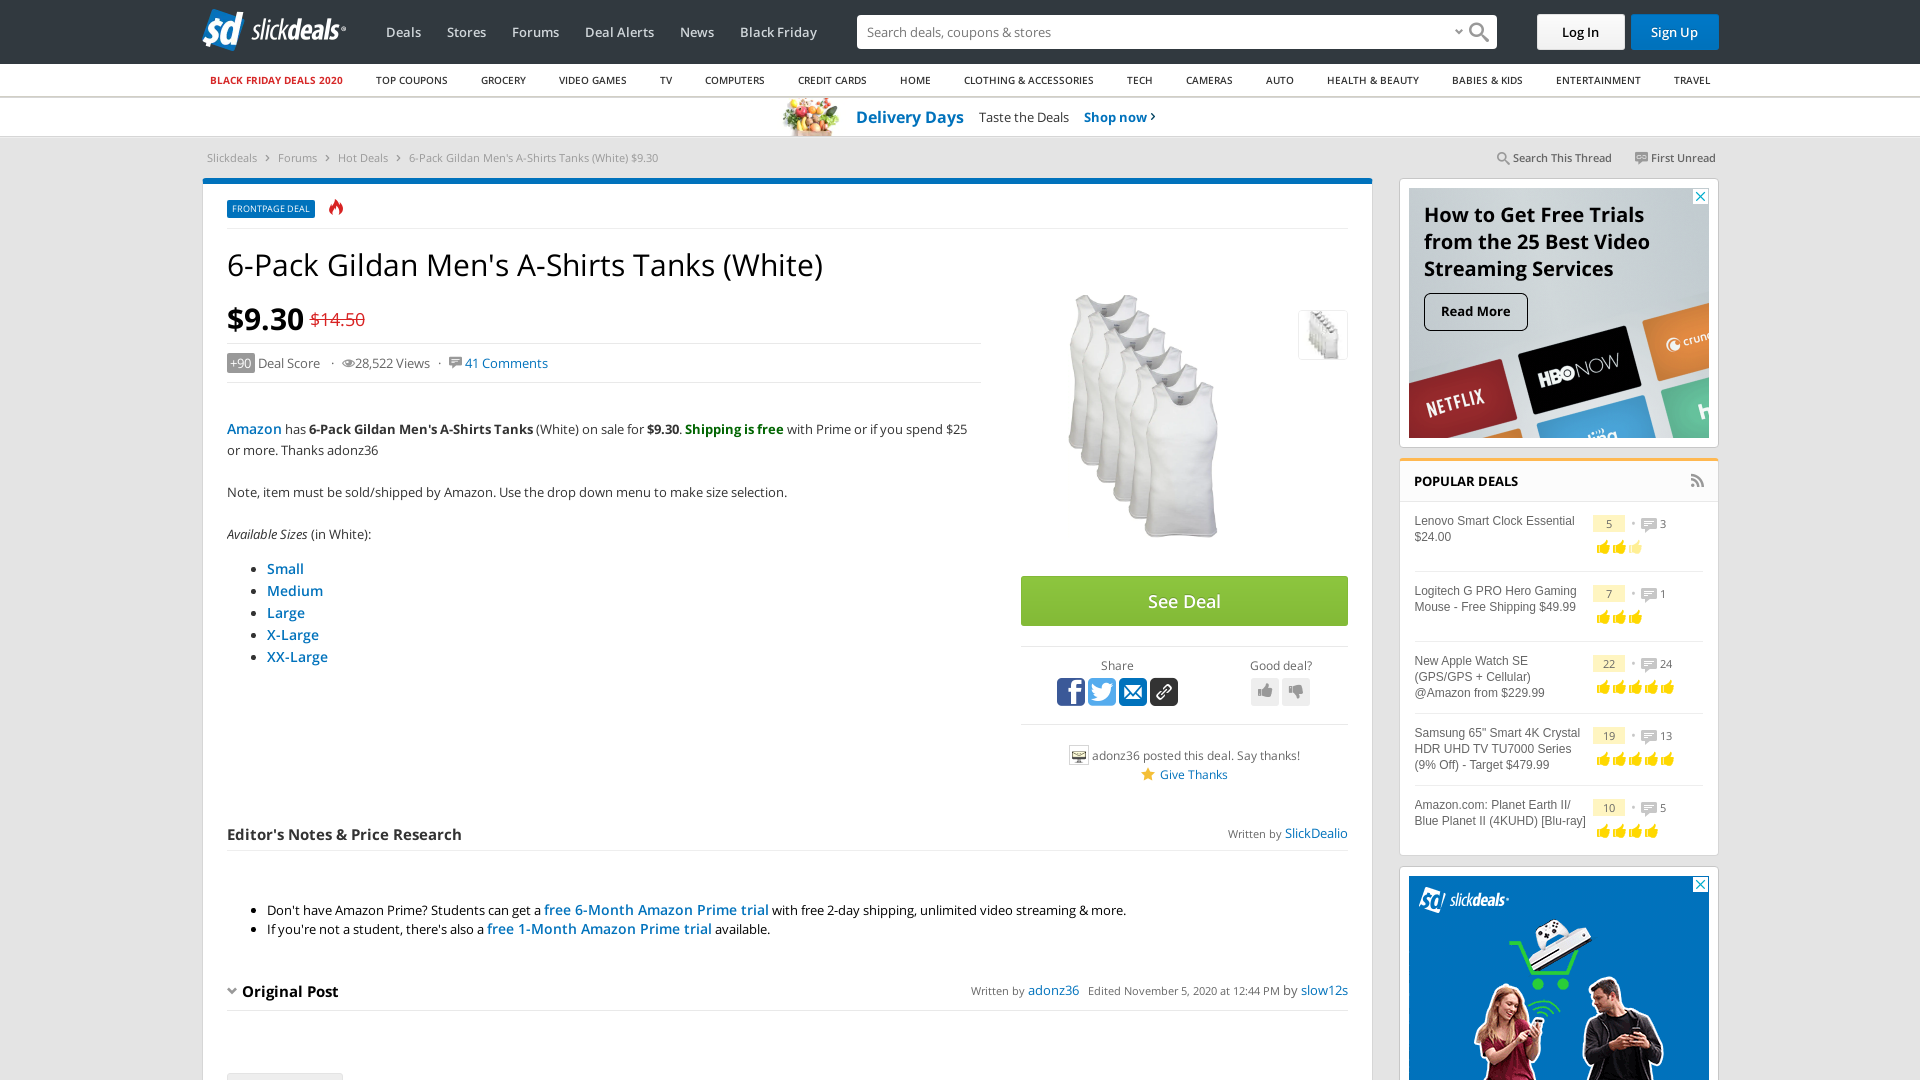 slickdeals
Deals
Stores
Forums
Deal Alerts
News
Black Friday
Search deals, coupons & stores
Log In
Sign Up
BLACK FRIDAY DEALS 2020
TOP COUPONS
GROCERY
VIDEO GAMES
TV
COMPUTERS
CREDIT CARDS
HOME
CLOTHING & ACCESSORIES
TECH
CAMERAS
AUTO
HEALTH & BEAUTY
BABIES & KIDS
ENTERTAINMENT
TRAVEL
Delivery Days Taste the Deals Shop now
Slickdeals > Forums > Hot Deals > 6-Pack Gildan Men's A-Shirts Tanks (White) $9.30
Search This Thread
First Unread
FRONTPAGE DEAL
6-Pack Gildan Men's A-Shirts Tanks (White)
$9.30 $14.50
+90 Deal Score · 28,522 Views · 41 Comments
Amazon has 6-Pack Gildan Men's A-Shirts Tanks (White) on sale for $9.30. Shipping is free with Prime or if you spend $25
or more. Thanks adonz36
Note, item must be sold/shipped by Amazon. Use the drop down menu to make size selection.
Available Sizes (in White):
Small
Medium
Large
X-Large
XX-Large
See Deal
Share
Good deal?
adonz36 posted this deal. Say thanks!
Give Thanks
Editor's Notes & Price Research
Written by SlickDealio
Don't have Amazon Prime? Students can get a free 6-Month Amazon Prime trial with free 2-day shipping, unlimited video streaming & more.
If you're not a student, there's also a free 1-Month Amazon Prime trial available.
Original Post
Written by adonz36 Edited November 5, 2020 at 12:44 PM by slow12s
How to Get Free Trials
from the 25 Best Video
Streaming Services
Read More
NETFLIX
HBO NOW
crun
POPULAR DEALS
Lenovo Smart Clock Essential
$24.00
5 · 3
Logitech G PRO Hero Gaming
Mouse - Free Shipping $49.99
7 · 1
New Apple Watch SE
(GPS/GPS + Cellular)
@Amazon from $229.99
22 · 24
Samsung 65" Smart 4K Crystal
HDR UHD TV TU7000 Series
(9% Off) - Target $479.99
19 · 13
Amazon.com: Planet Earth II/
Blue Planet II (4KUHD) [Blu-ray]
10 · 5
slickdeals